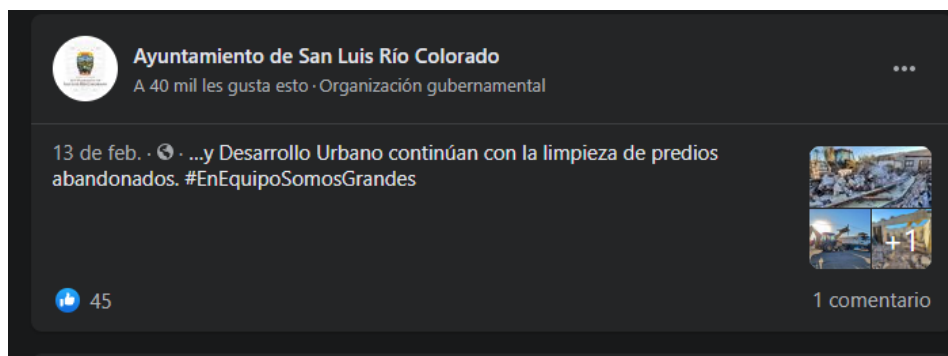 Ayuntamiento de San Luis Río Colorado
A 40 mil les gusta esto · Organización gubernamental
13 de feb. · · ...y Desarrollo Urbano continúan con la limpieza de predios
abandonados. #EnEquipoSomosGrandes
+1
45
1 comentario